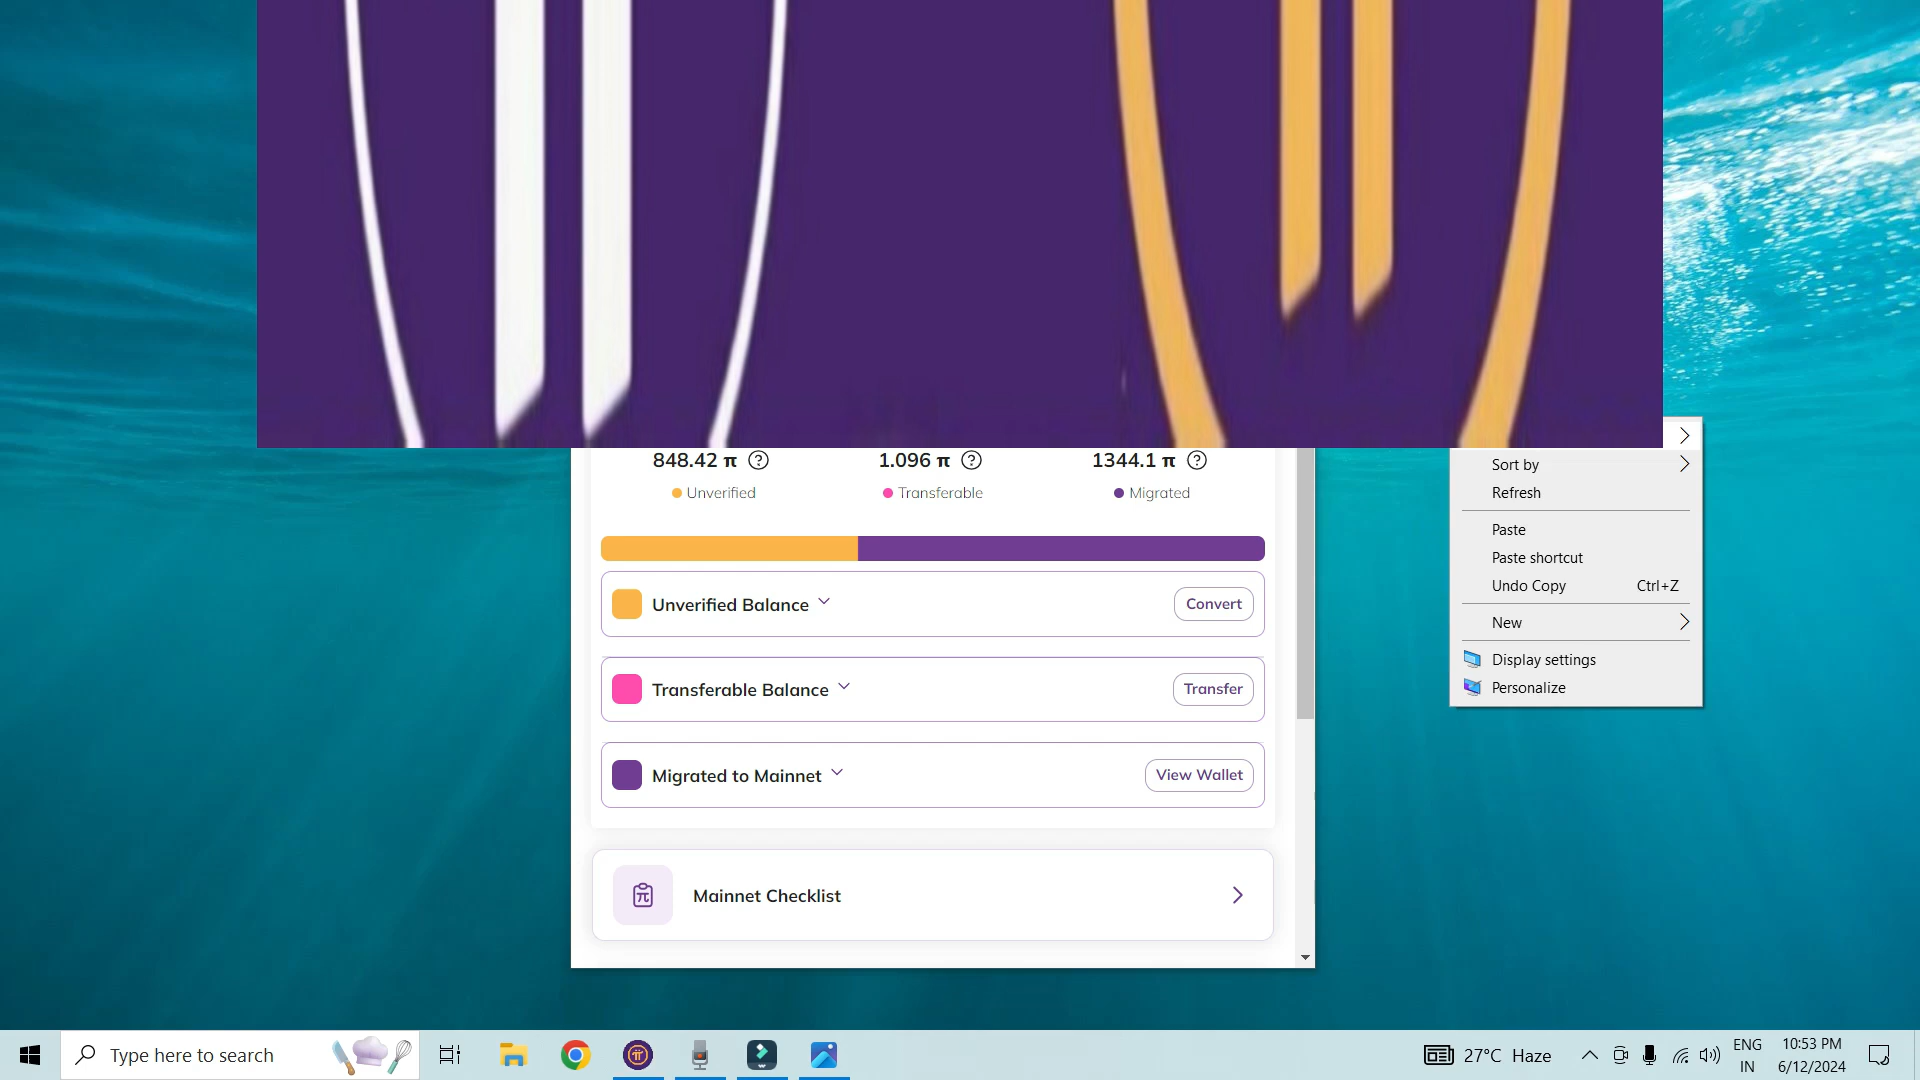 848.42 π ?
1.096 π ?
1344.1 π ?
Unverified
Transferable
Migrated
Unverified Balance
Convert
Transferable Balance
Transfer
Migrated to Mainnet
View Wallet
π
Mainnet Checklist
Sort by
Refresh
Paste
Paste shortcut
Undo Copy Ctrl+Z
New
Display settings
Personalize
Type here to search
27°C Haze
ENG
IN
10:53 PM
6/12/2024